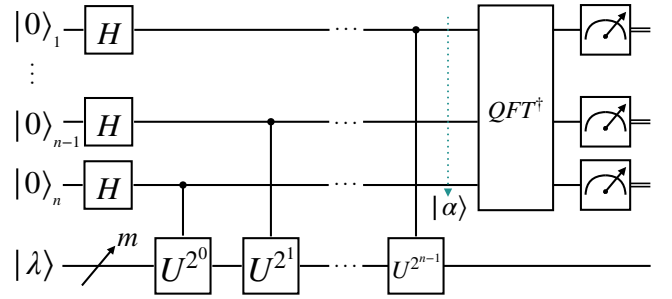 |0⟩₁ H ··· QFT†
⋮
|0⟩ₙ₋₁ H ···
|0⟩ₙ H ··· |α⟩
|λ⟩ m U^{2^0} U^{2^1} ··· U^{2^{n-1}}